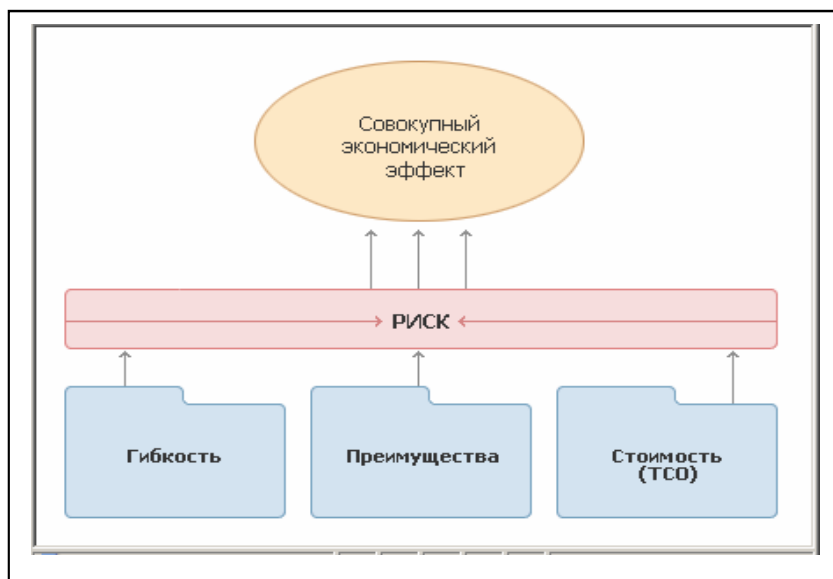 Совокупный
экономический
эффект
РИСК
Гибкость
Преимущества
Стоимость
(TCO)